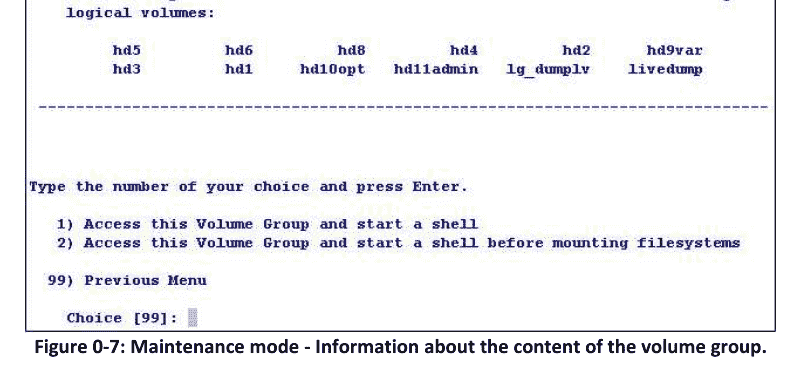 logical volumes:
hd5 hd6 hd8 hd4 hd2 hd9var
hd3 hd1 hd10opt hd11admin lg_dumplv livedump
--------------------------------------------------------------------------------
Type the number of your choice and press Enter.
1) Access this Volume Group and start a shell
2) Access this Volume Group and start a shell before mounting filesystems
99) Previous Menu
Choice [99]:
Figure 0-7: Maintenance mode - Information about the content of the volume group.